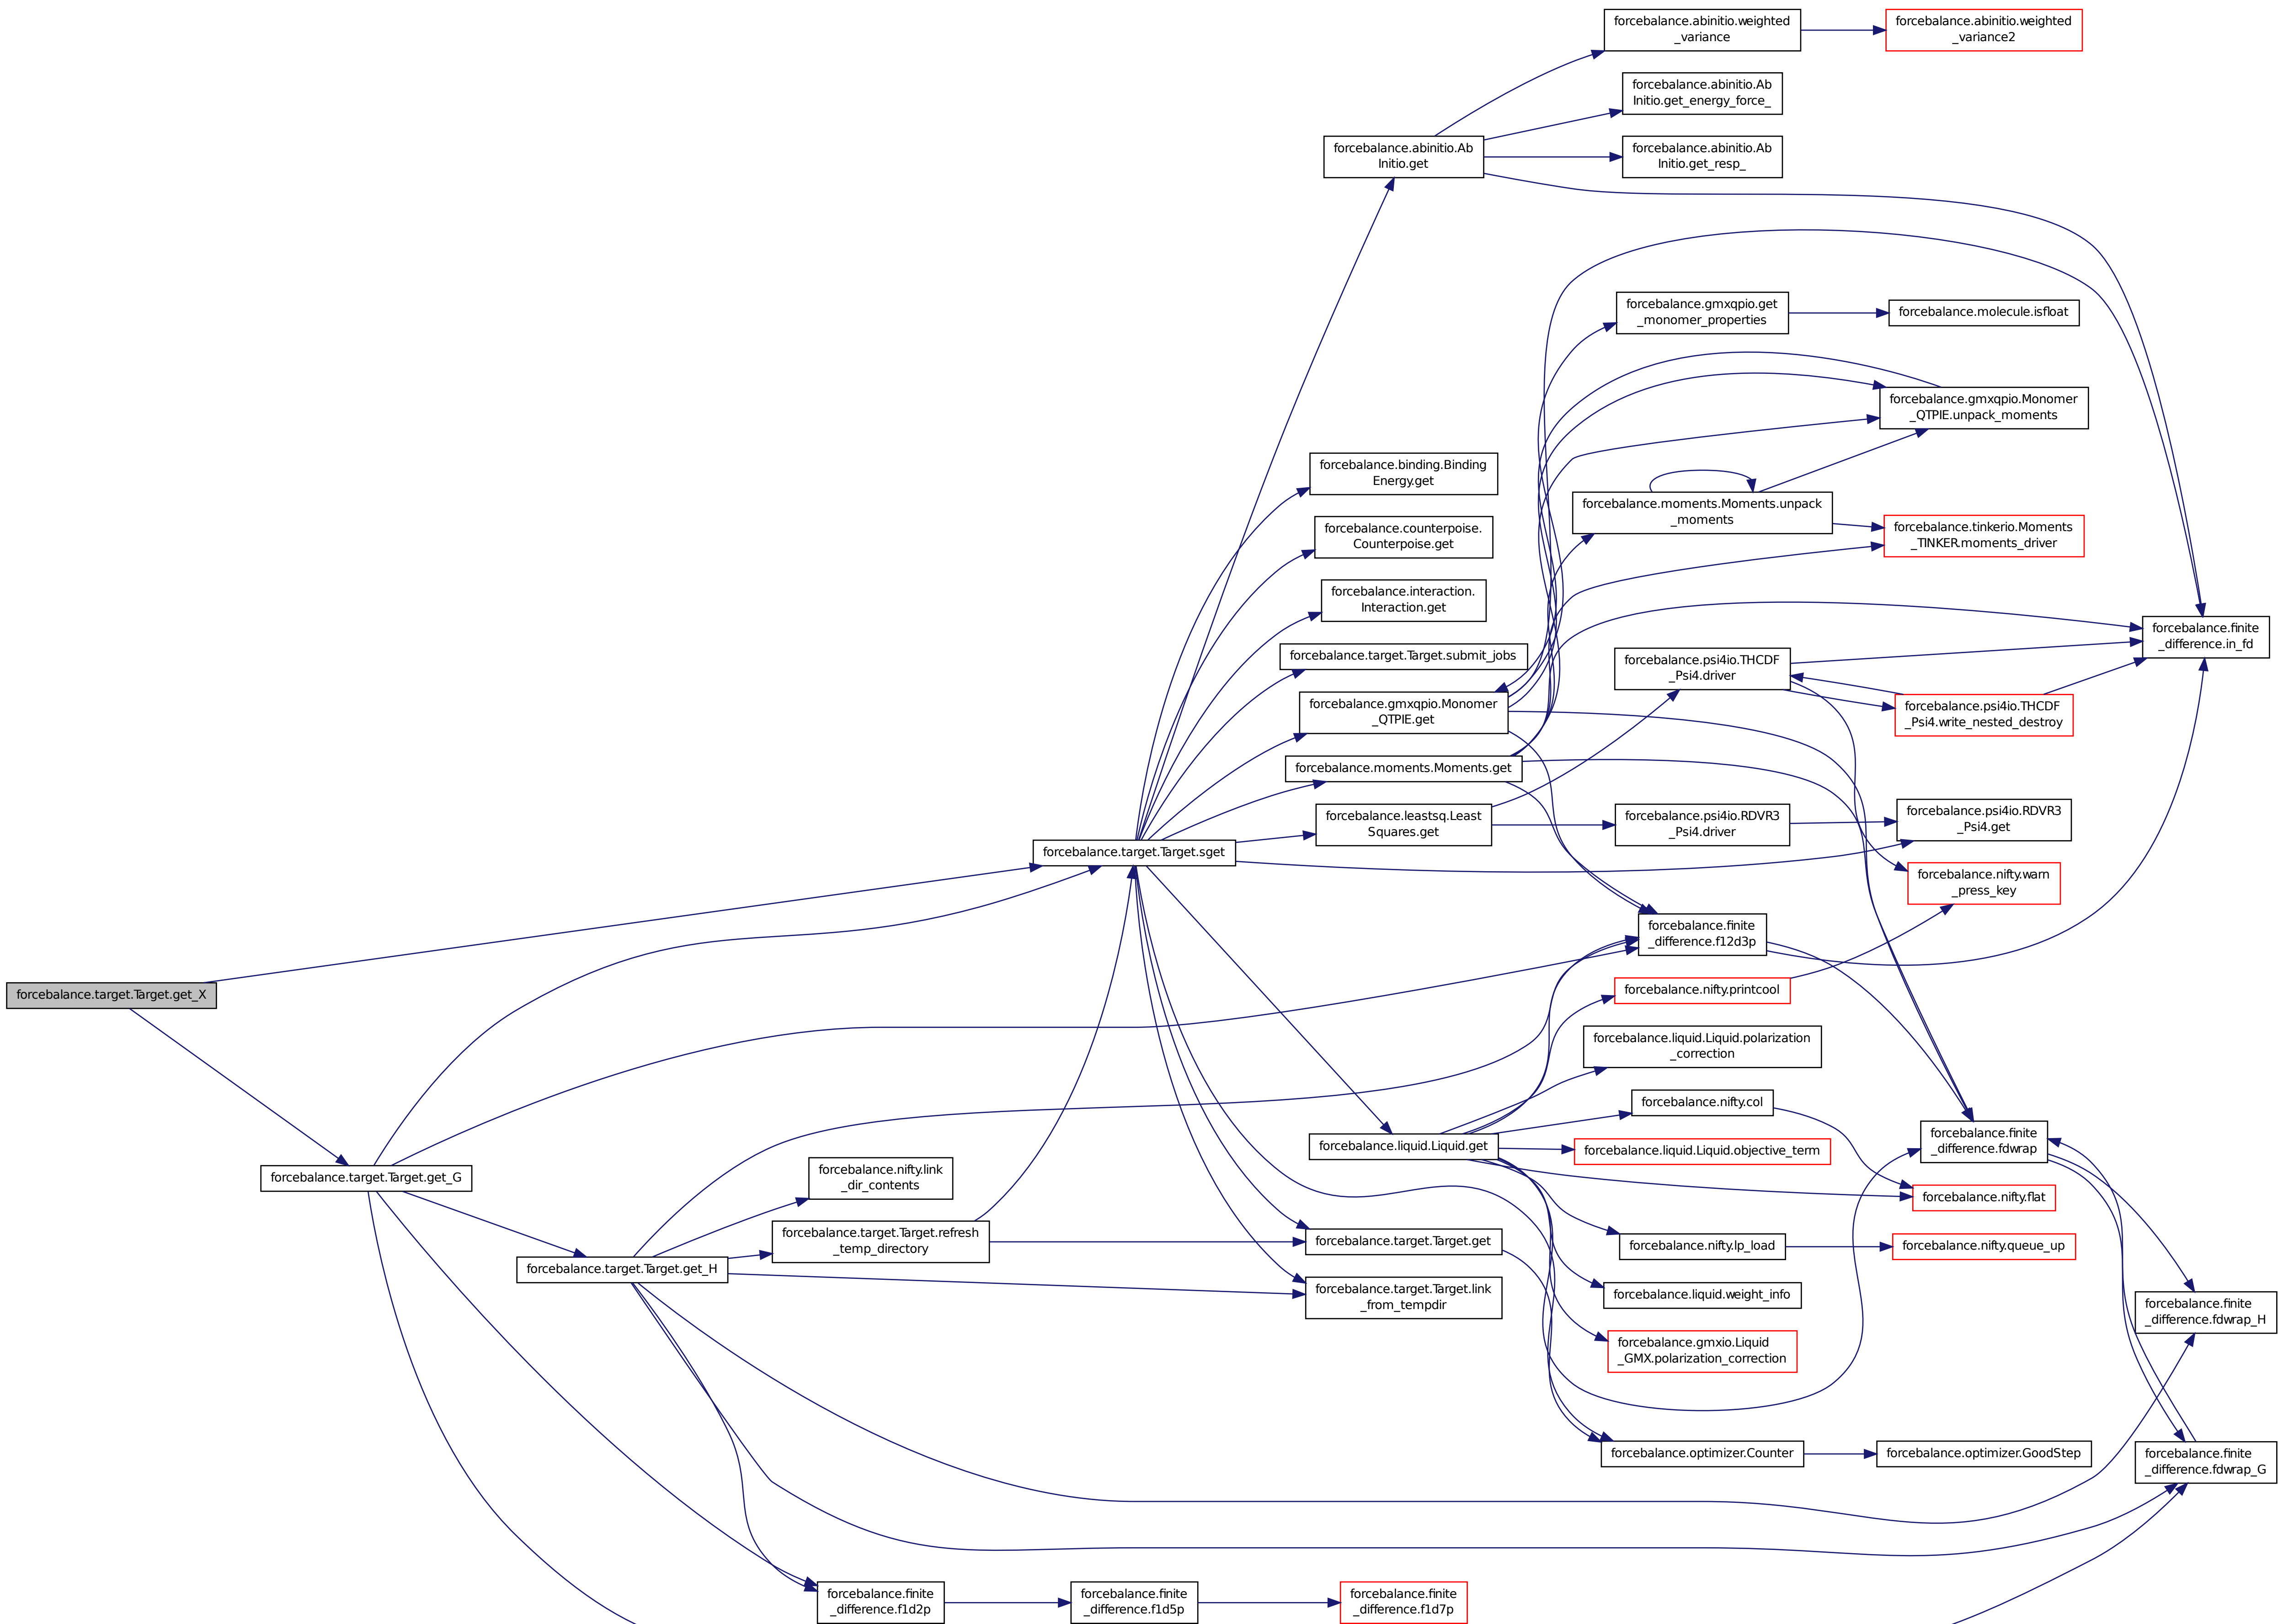 forcebalance.abinitio.weighted
_variance
forcebalance.abinitio.weighted
_variance2
forcebalance.abinitio.Ab
Initio.get_energy_force_
forcebalance.abinitio.Ab
Initio.get
forcebalance.abinitio.Ab
Initio.get_resp_
forcebalance.gmxqpio.get
_monomer_properties
forcebalance.molecule.isfloat
forcebalance.gmxqpio.Monomer
_QTPIE.unpack_moments
forcebalance.binding.Binding
Energy.get
forcebalance.moments.Moments.unpack
_moments
forcebalance.counterpoise.
Counterpoise.get
forcebalance.tinkerio.Moments
_TINKER.moments_driver
forcebalance.interaction.
Interaction.get
forcebalance.finite
_difference.in_fd
forcebalance.target.Target.submit_jobs
forcebalance.psi4io.THCDF
_Psi4.driver
forcebalance.gmxqpio.Monomer
_QTPIE.get
forcebalance.psi4io.THCDF
_Psi4.write_nested_destroy
forcebalance.moments.Moments.get
forcebalance.leastsq.Least
Squares.get
forcebalance.psi4io.RDVR3
_Psi4.driver
forcebalance.psi4io.RDVR3
_Psi4.get
forcebalance.target.Target.sget
forcebalance.nifty.warn
_press_key
forcebalance.finite
_difference.f12d3p
forcebalance.target.Target.get_X
forcebalance.nifty.printcool
forcebalance.liquid.Liquid.polarization
_correction
forcebalance.nifty.col
forcebalance.liquid.Liquid.get
forcebalance.liquid.Liquid.objective_term
forcebalance.finite
_difference.fdwrap
forcebalance.target.Target.get_G
forcebalance.nifty.link
_dir_contents
forcebalance.nifty.flat
forcebalance.target.Target.refresh
_temp_directory
forcebalance.target.Target.get
forcebalance.nifty.lp_load
forcebalance.nifty.queue_up
forcebalance.target.Target.get_H
forcebalance.target.Target.link
_from_tempdir
forcebalance.liquid.weight_info
forcebalance.finite
_difference.fdwrap_H
forcebalance.gmxio.Liquid
_GMX.polarization_correction
forcebalance.optimizer.Counter
forcebalance.optimizer.GoodStep
forcebalance.finite
_difference.fdwrap_G
forcebalance.finite
_difference.f1d2p
forcebalance.finite
_difference.f1d5p
forcebalance.finite
_difference.f1d7p